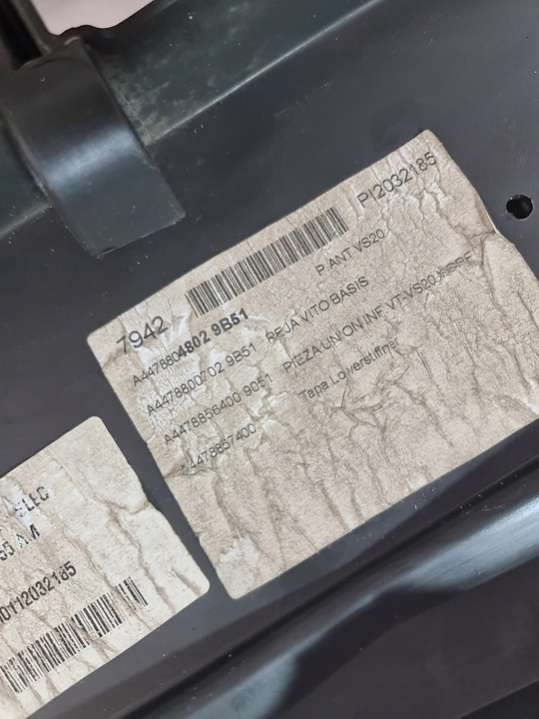 7942 PI2032185
A4478804802 9B51 P.ANT.VS20
A4478800702 9B51 REJA VITO BASIS
A4478856400 9051 PIEZA UNION INF VT-VS20
4478857400 Tapa Lowerstiffner
ELEC
0112032185